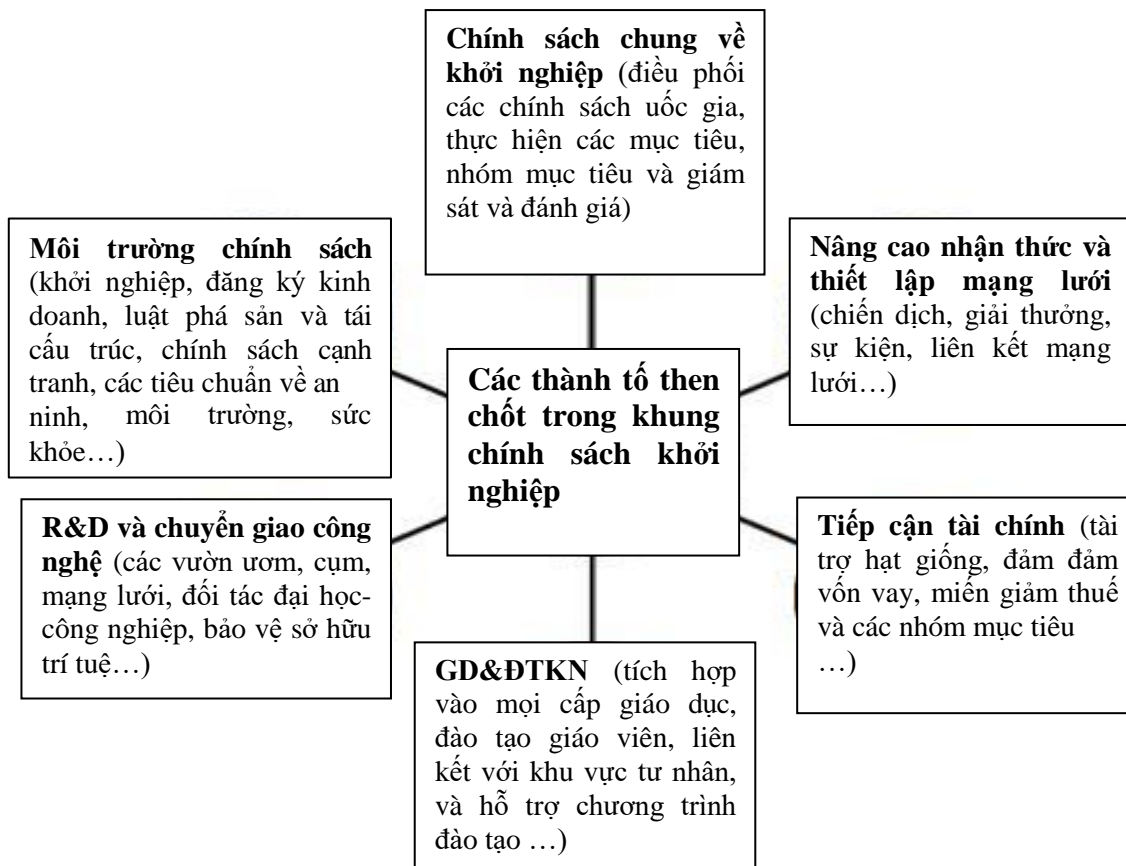 Chính sách chung về
khởi nghiệp (điều phối
các chính sách uốc gia,
thực hiện các mục tiêu,
nhóm mục tiêu và giám
sát và đánh giá)
Môi trường chính sách
(khởi nghiệp, đăng ký kinh
doanh, luật phá sản và tái
cấu trúc, chính sách cạnh
tranh, các tiêu chuẩn về an
ninh, môi trường, sức
khỏe…)
Nâng cao nhận thức và
thiết lập mạng lưới
(chiến dịch, giải thưởng,
sự kiện, liên kết mạng
lưới…)
Các thành tố then
chốt trong khung
chính sách khởi
nghiệp
R&D và chuyển giao công
nghệ (các vườn ươm, cụm,
mạng lưới, đối tác đại học-
công nghiệp, bảo vệ sở hữu
trí tuệ…)
Tiếp cận tài chính (tài
trợ hạt giống, đảm đảm
vốn vay, miến giảm thuế
và các nhóm mục tiêu
…)
GD&ĐTKN (tích hợp
vào mọi cấp giáo dục,
đào tạo giáo viên, liên
kết với khu vực tư nhân,
và hỗ trợ chương trình
đào tạo …)